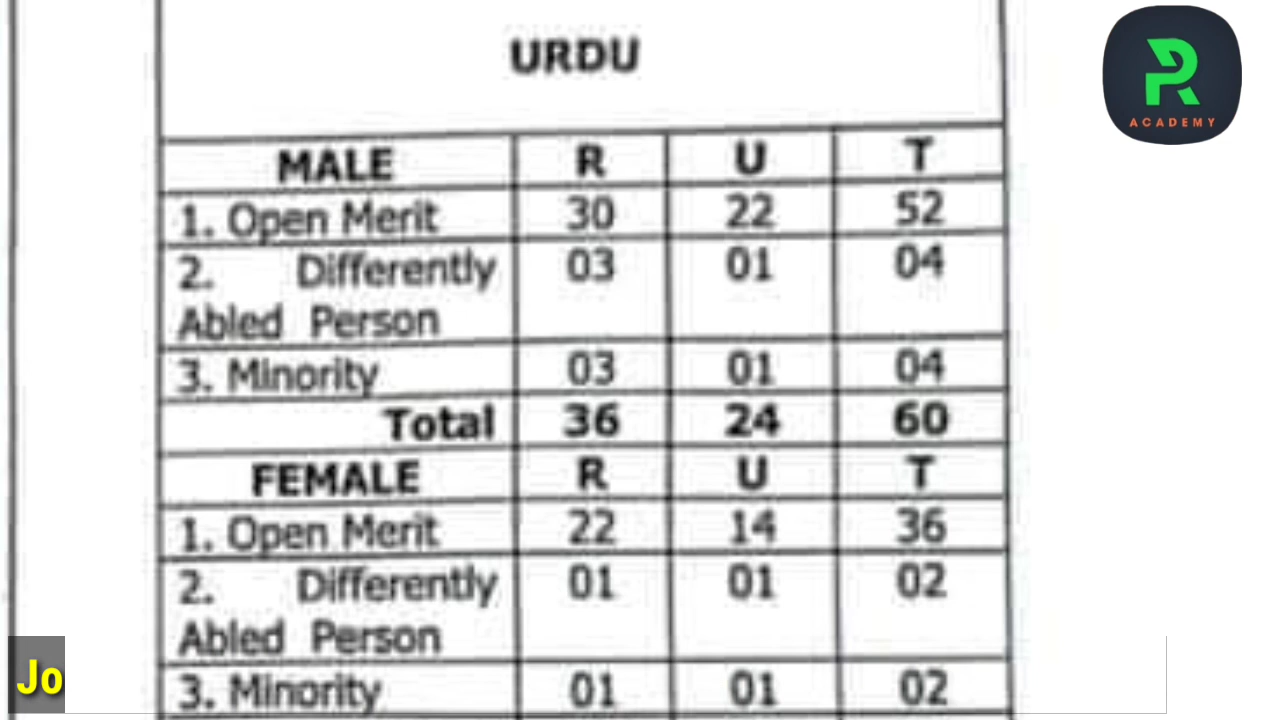 URDU
MALE R U T
1. Open Merit 30 22 52
2. Differently 03 01 04
Abled Person
3. Minority 03 01 04
Total 36 24 60
FEMALE R U T
1. Open Merit 22 14 36
2. Differently 01 01 02
Abled Person
3. Minority 01 01 02
R
ACADEMY
Jo